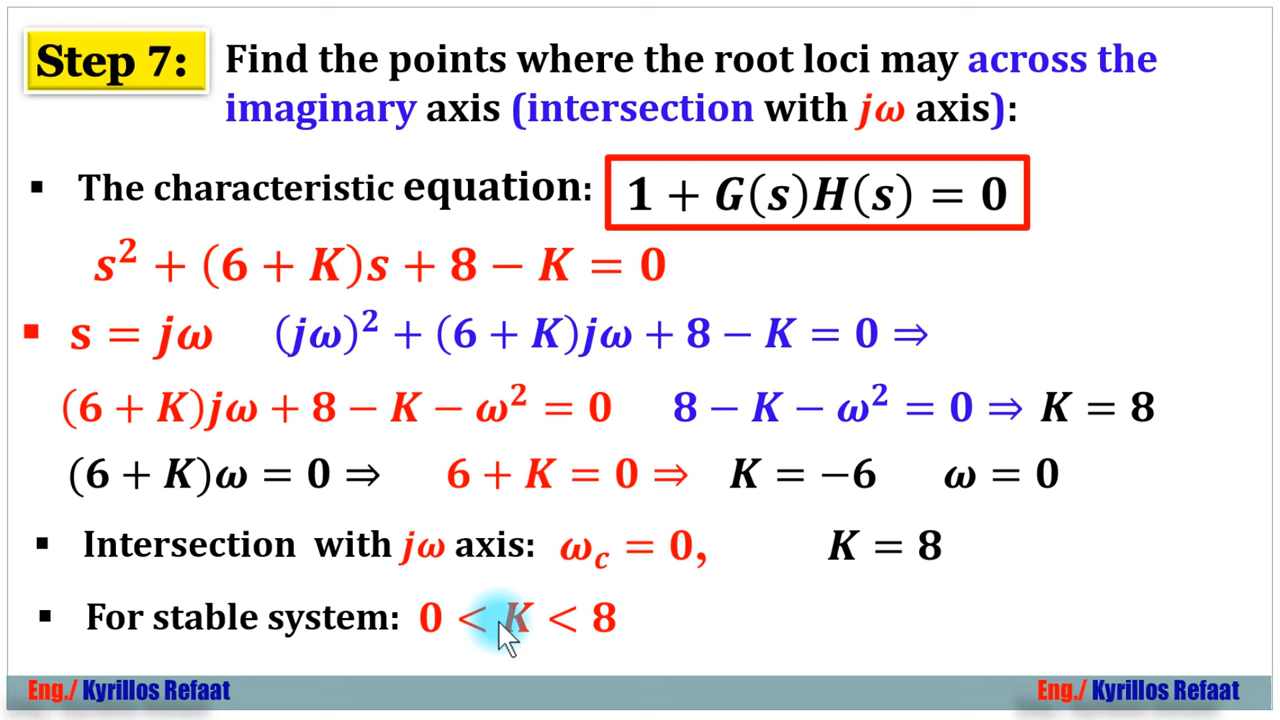 Step 7:
Find the points where the root loci may across the
imaginary axis (intersection with jω axis):
▪ The characteristic equation: 1 + G(s)H(s) = 0
s² + (6 + K)s + 8 − K = 0
▪ s = jω (jω)² + (6 + K)jω + 8 − K = 0 ⇒
(6 + K)jω + 8 − K − ω² = 0 8 − K − ω² = 0 ⇒ K = 8
(6 + K)ω = 0 ⇒ 6 + K = 0 ⇒ K = −6 ω = 0
▪ Intersection with jω axis: ω_c = 0, K = 8
▪ For stable system: 0 < K < 8
Eng./ Kyrillos Refaat Eng./ Kyrillos Refaat